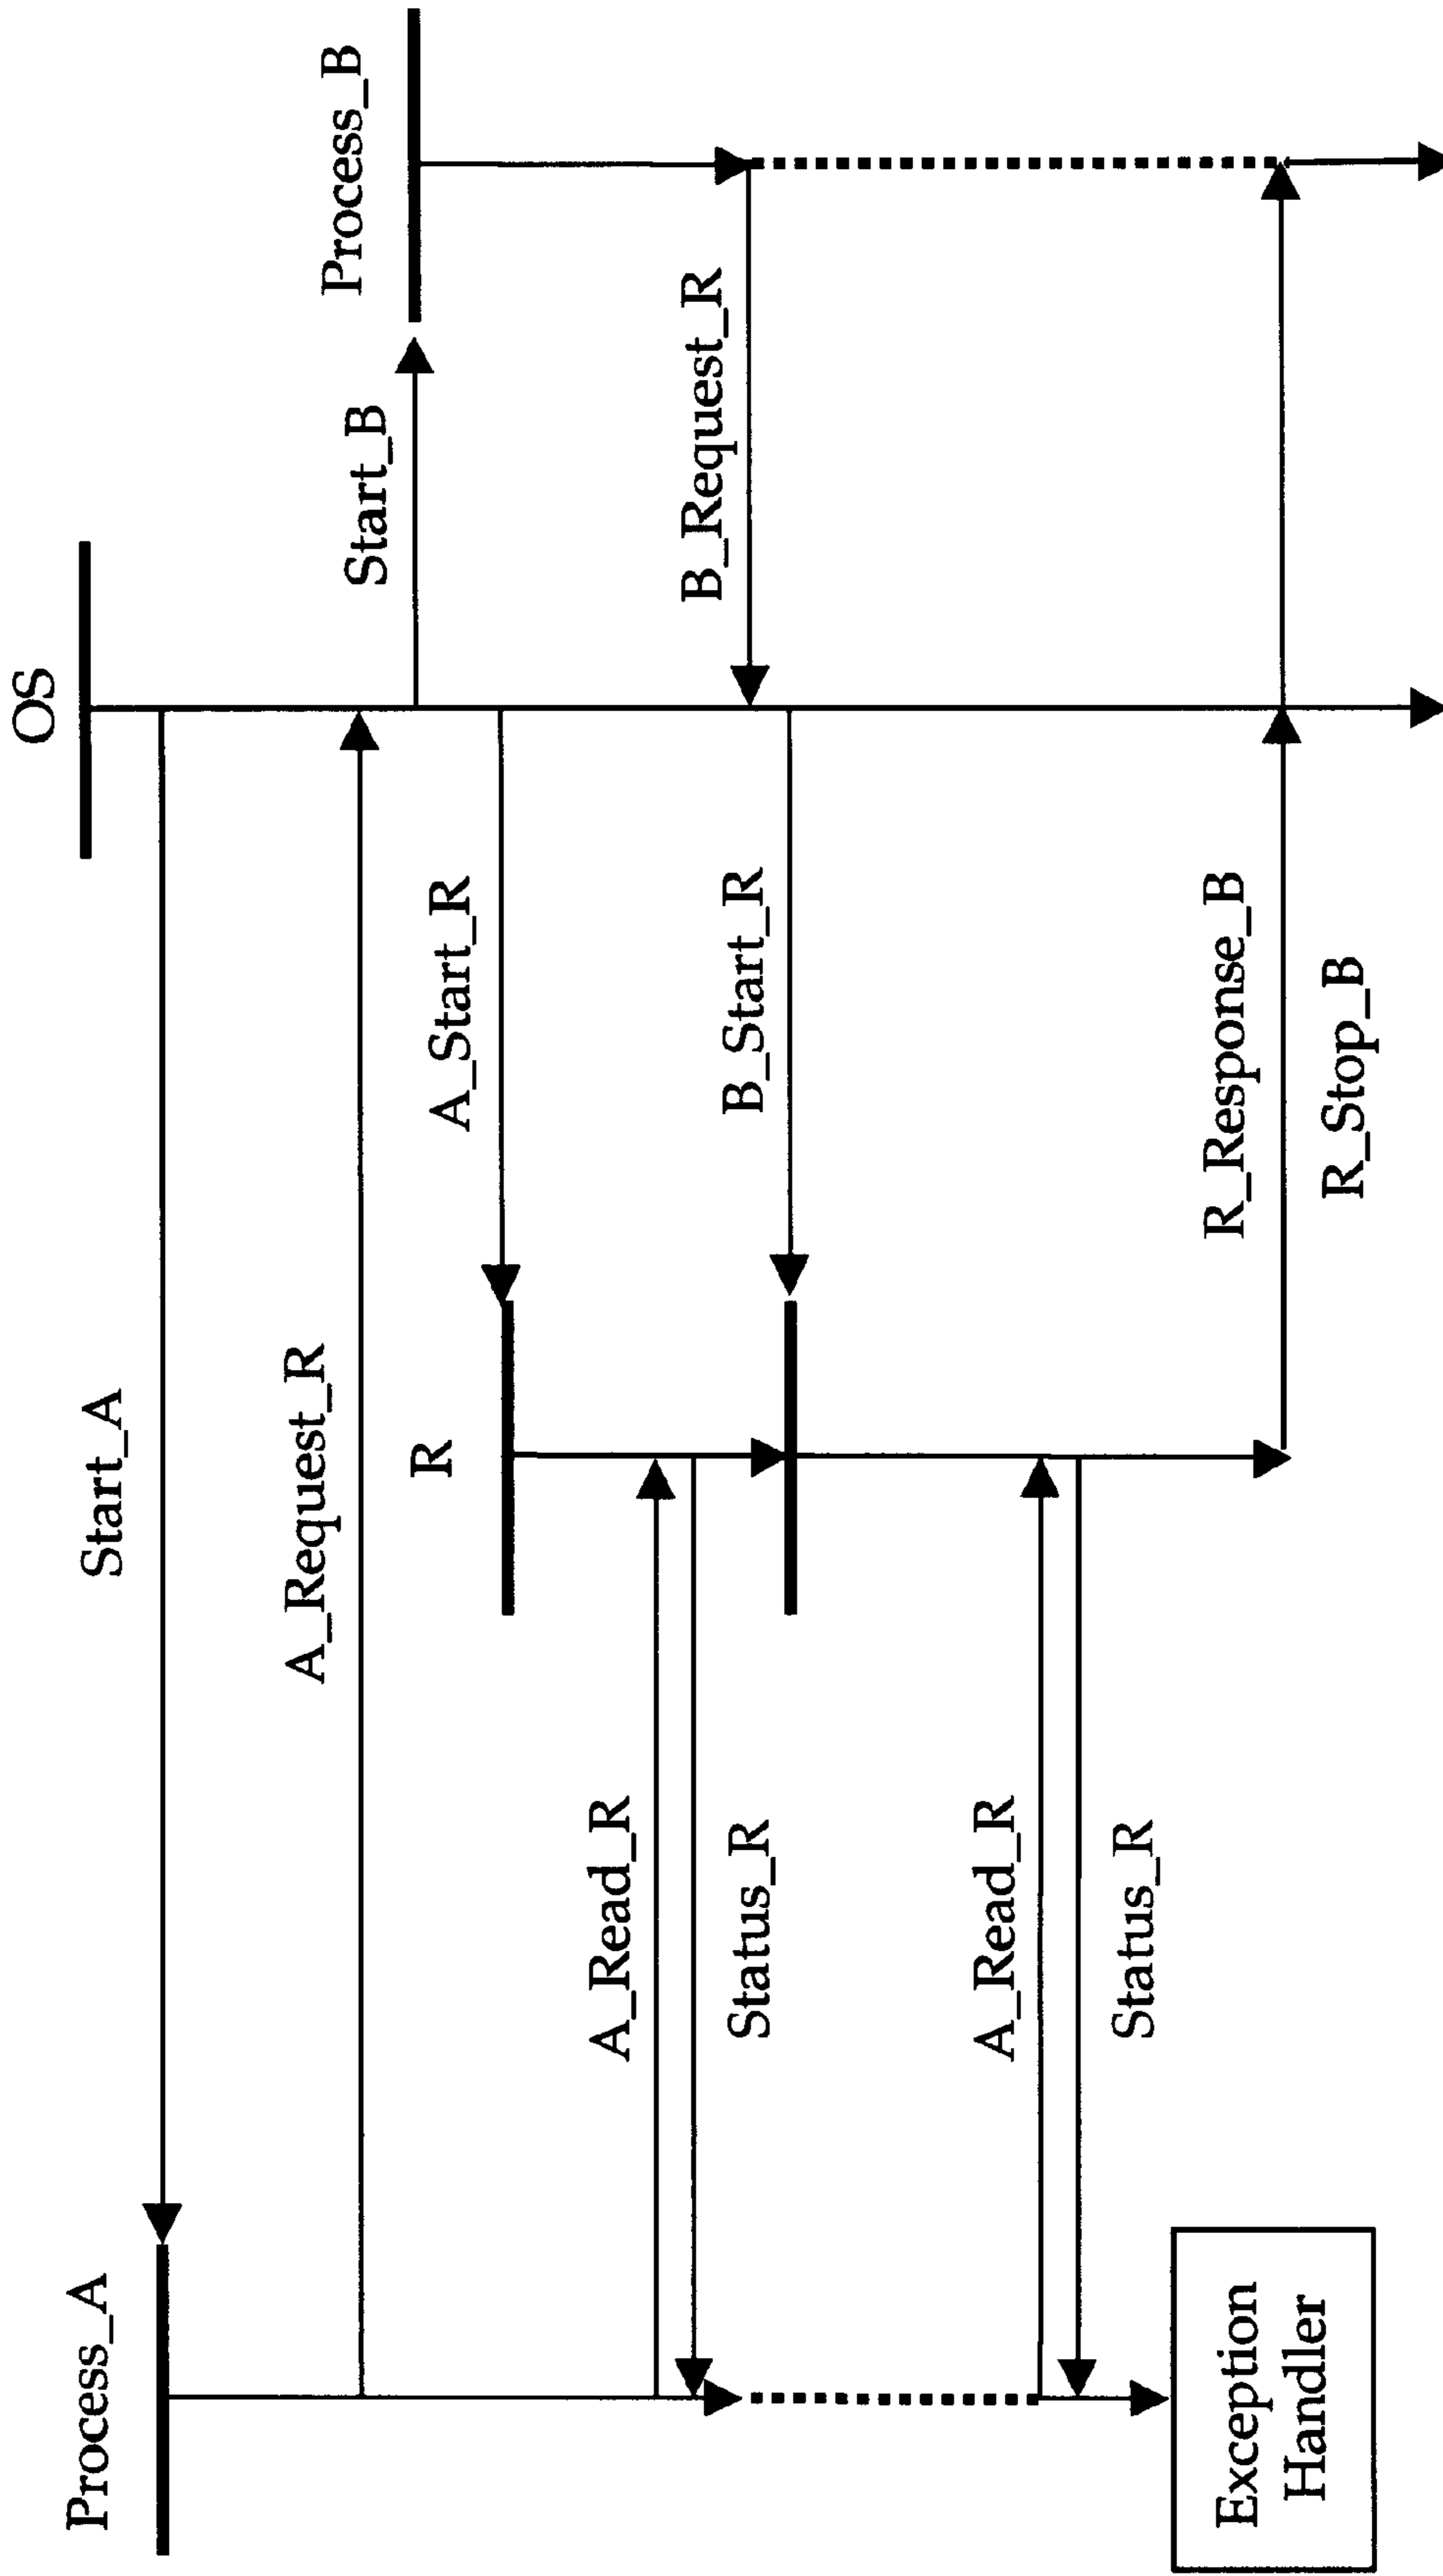 OS
Process_A
Start_A
Process_B
Start_B
A_Request_R
R
A_Start_R
A_Read_R
Status_R
B_Request_R
B_Start_R
A_Read_R
Status_R
R_Response_B
R_Stop_B
Exception
Handler